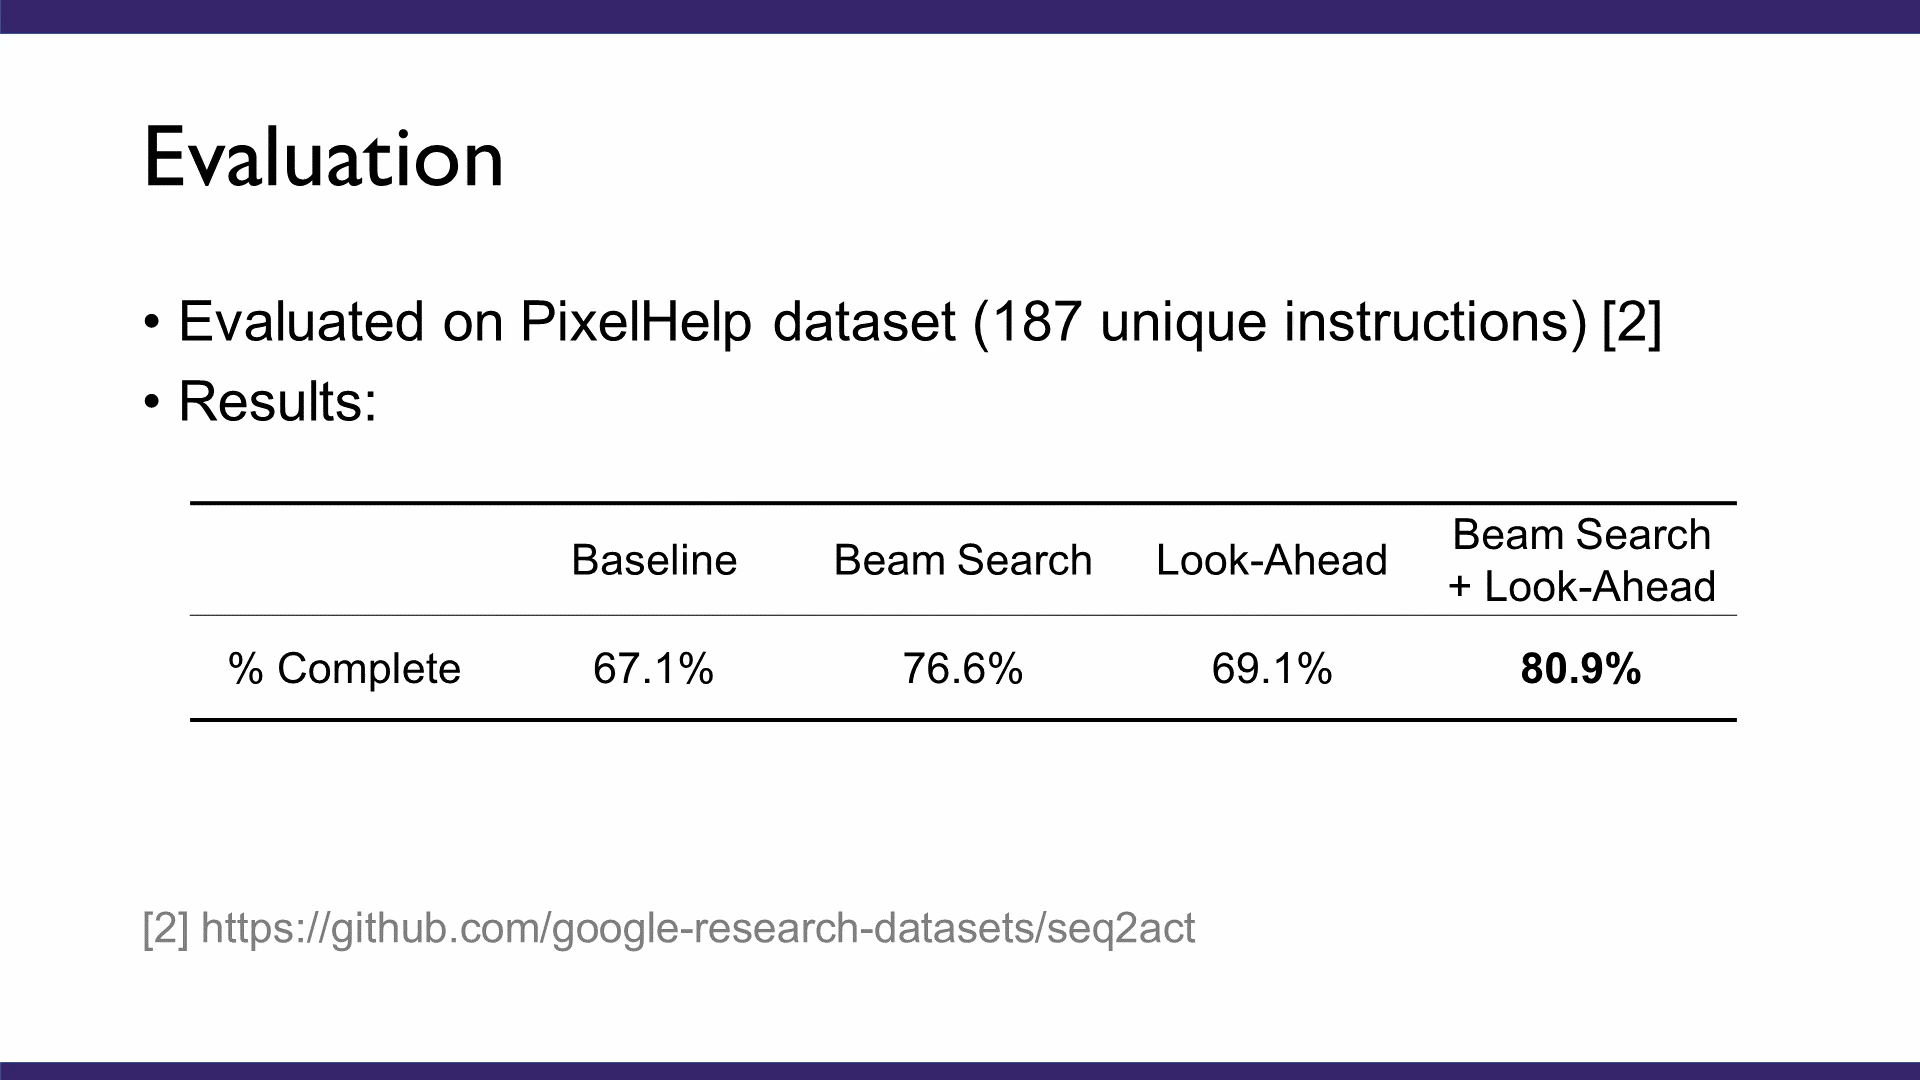 Evaluation
• Evaluated on PixelHelp dataset (187 unique instructions) [2]
• Results:
Baseline Beam Search Look-Ahead Beam Search + Look-Ahead
% Complete 67.1% 76.6% 69.1% 80.9%
[2] https://github.com/google-research-datasets/seq2act